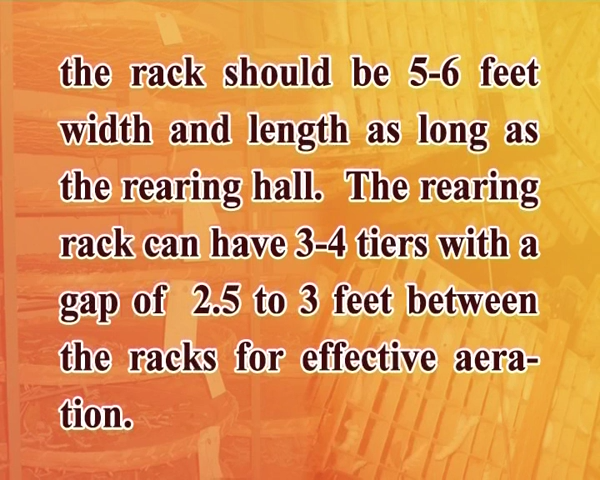 the rack should be 5-6 feet
width and length as long as
the rearing hall.  The rearing
rack can have 3-4 tiers with a
gap of  2.5 to 3 feet between
the racks for effective aera-
tion.